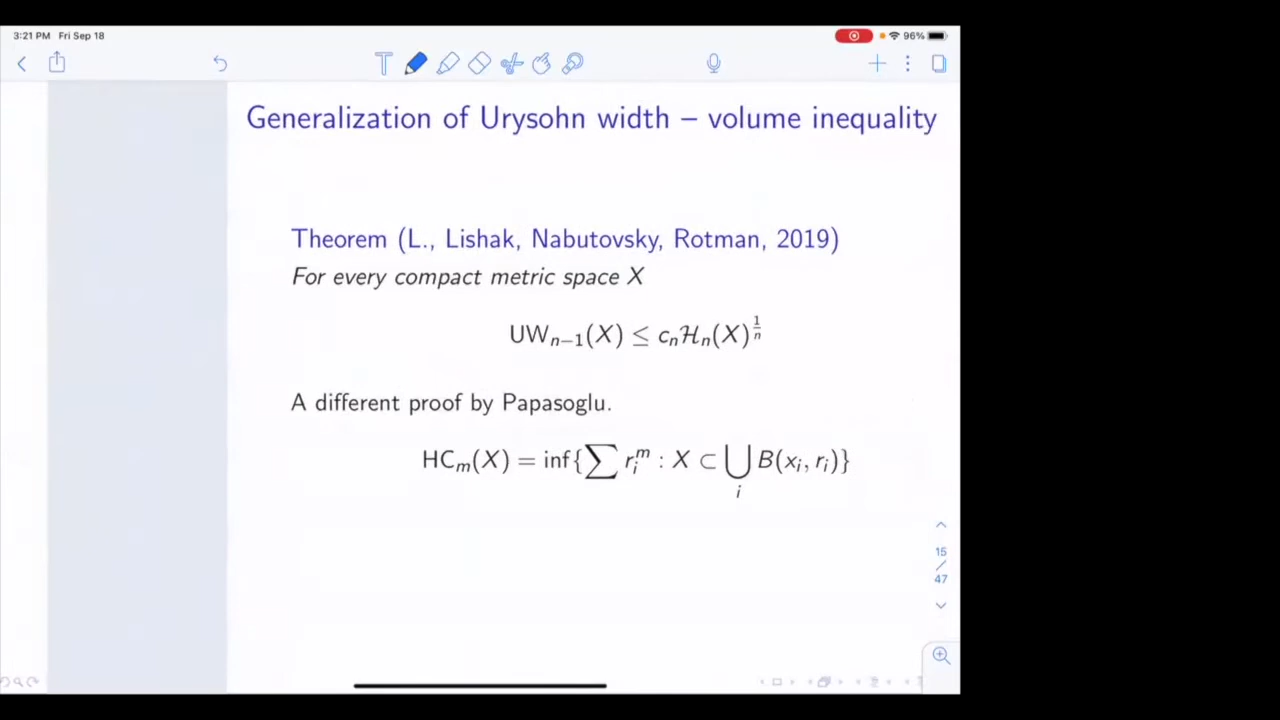 3:21 PM Fri Sep 18
96%
Generalization of Urysohn width – volume inequality
Theorem (L., Lishak, Nabutovsky, Rotman, 2019)
For every compact metric space X
UW_{n−1}(X) ≤ c_n ℋ_n(X)^{1/n}
A different proof by Papasoglu.
HC_m(X) = inf{∑ r_i^m : X ⊂ ⋃_i B(x_i, r_i)}
15
/
47